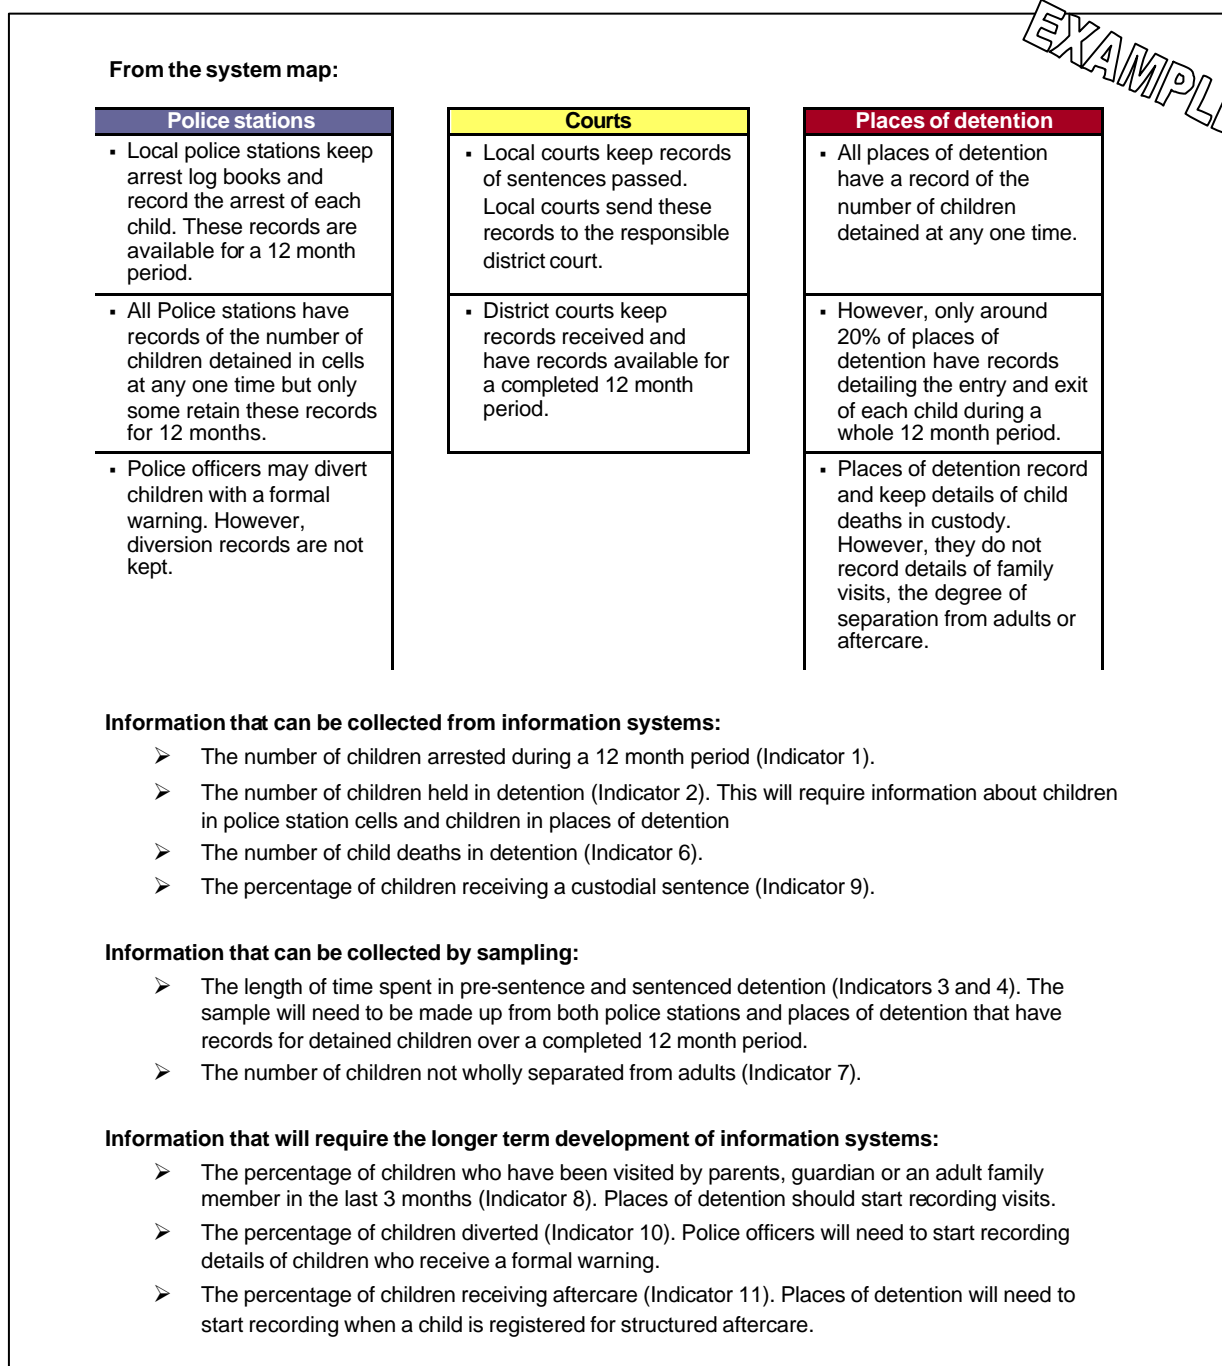 EXAMPLE
From the system map:
Police stations
▪ Local police stations keep
arrest log books and
record the arrest of each
child. These records are
available for a 12 month
period.
▪ All Police stations have
records of the number of
children detained in cells
at any one time but only
some retain these records
for 12 months.
▪ Police officers may divert
children with a formal
warning. However,
diversion records are not
kept.
Courts
▪ Local courts keep records
of sentences passed.
Local courts send these
records to the responsible
district court.
▪ District courts keep
records received and
have records available for
a completed 12 month
period.
Places of detention
▪ All places of detention
have a record of the
number of children
detained at any one time.
▪ However, only around
20% of places of
detention have records
detailing the entry and exit
of each child during a
whole 12 month period.
▪ Places of detention record
and keep details of child
deaths in custody.
However, they do not
record details of family
visits, the degree of
separation from adults or
aftercare.
Information that can be collected from information systems:
➢ The number of children arrested during a 12 month period (Indicator 1).
➢ The number of children held in detention (Indicator 2). This will require information about children
in police station cells and children in places of detention
➢ The number of child deaths in detention (Indicator 6).
➢ The percentage of children receiving a custodial sentence (Indicator 9).
Information that can be collected by sampling:
➢ The length of time spent in pre-sentence and sentenced detention (Indicators 3 and 4). The
sample will need to be made up from both police stations and places of detention that have
records for detained children over a completed 12 month period.
➢ The number of children not wholly separated from adults (Indicator 7).
Information that will require the longer term development of information systems:
➢ The percentage of children who have been visited by parents, guardian or an adult family
member in the last 3 months (Indicator 8). Places of detention should start recording visits.
➢ The percentage of children diverted (Indicator 10). Police officers will need to start recording
details of children who receive a formal warning.
➢ The percentage of children receiving aftercare (Indicator 11). Places of detention will need to
start recording when a child is registered for structured aftercare.